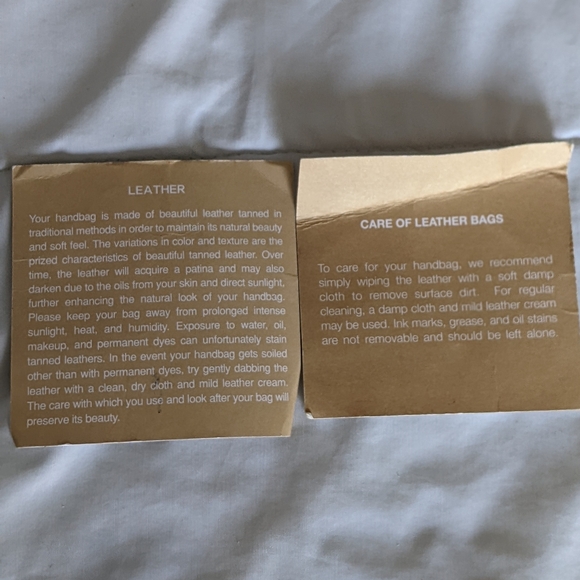 LEATHER
Your handbag is made of beautiful leather tanned in
traditional methods in order to maintain its natural beauty
and soft feel. The variations in color and texture are the
prized characteristics of beautiful tanned leather. Over
time, the leather will acquire a patina and may also
darken due to the oils from your skin and direct sunlight,
further enhancing the natural look of your handbag.
Please keep your bag away from prolonged intense
sunlight, heat, and humidity. Exposure to water, oil,
makeup, and permanent dyes can unfortunately stain
tanned leathers. In the event your handbag gets soiled
other than with permanent dyes, try gently dabbing the
leather with a clean, dry cloth and mild leather cream.
The care with which you use and look after your bag will
preserve its beauty.
CARE OF LEATHER BAGS
To care for your handbag, we recommend
simply wiping the leather with a soft damp
cloth to remove surface dirt. For regular
cleaning, a damp cloth and mild leather cream
may be used. Ink marks, grease, and oil stains
are not removable and should be left alone.